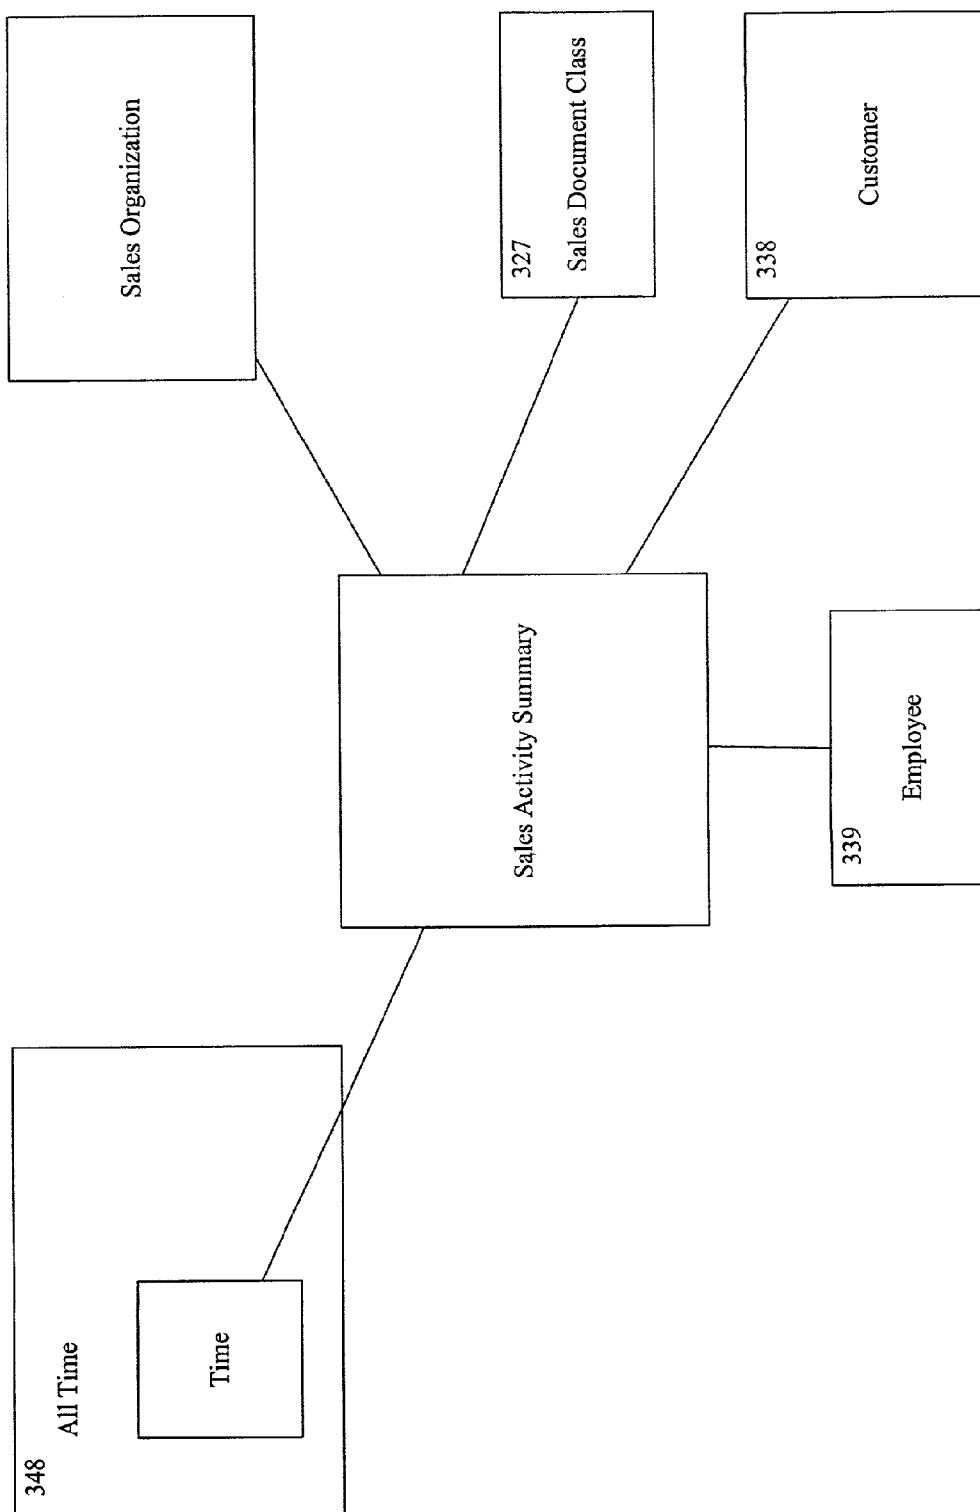 348
All Time
Time
Sales Organization
Sales Activity Summary
327
Sales Document Class
339
Employee
338
Customer